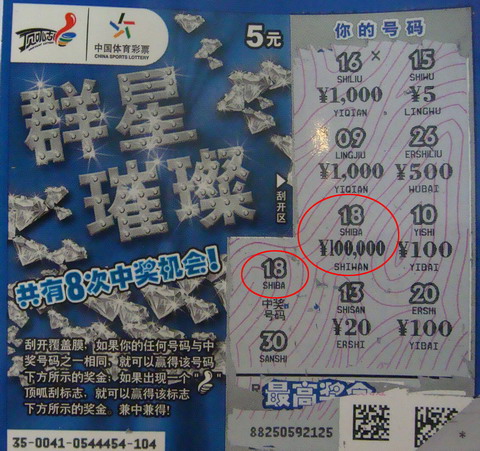 顶呱刮
中国体育彩票
CHINA SPORTS LOTTERY
5元
群星
璀璨
共有8次中奖机会!
刮开区
刮开覆盖膜,如果你的任何号码与中
奖号码之一相同,就可以赢得该号码
下方所示的奖金。如果出现一个“ ”
顶呱刮标志,就可以赢得该标志
下方所示的奖金。兼中兼得!
35-0041-0544454-104
你的号码
16 15
SHILIU SHIWU
¥1,000 ¥5
YIQIAN LINGWU
09 26
LINGJIU ERSHILIU
¥1,000 ¥500
YIQIAN WUBAI
18 10
SHIBA YISHI
¥100,000 ¥100
SHIWAN YIBAI
13 20
SHISAN ERSHI
¥20 ¥100
ERSHI YIBAI
18
SHIBA
中奖
号码
30
SANSHI
最高奖金
88250592125